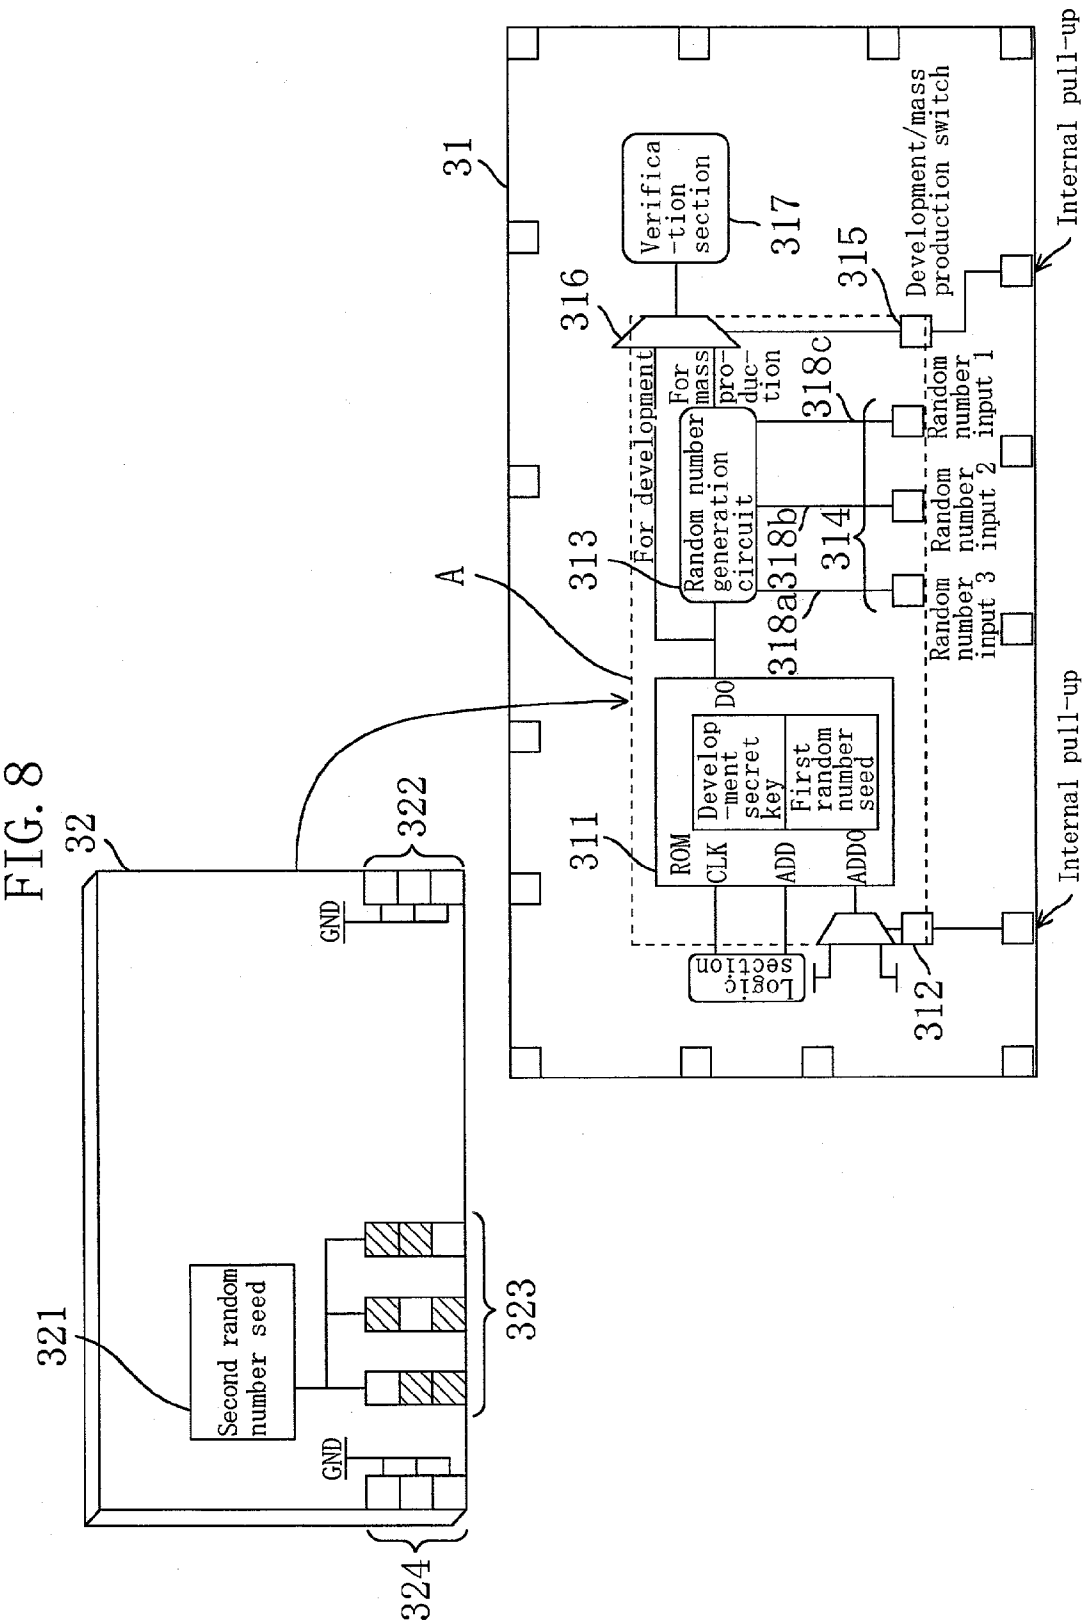 FIG. 8
32
321
Second random
number seed
GND
GND
322
323
324
31
A
311
ROM
CLK
ADD
ADD0
DO
Develop
-ment
secret
key
First
random
number
seed
Logic
section
312
313
Random number
generation
circuit
For development
For
mass
pro-
duc-
tion
316
Verifica
-tion
section
317
318a
318b
318c
314
315
Random
number
input 3
Random
number
input 2
Random
number
input 1
Development/mass
production switch
Internal pull-up
Internal pull-up